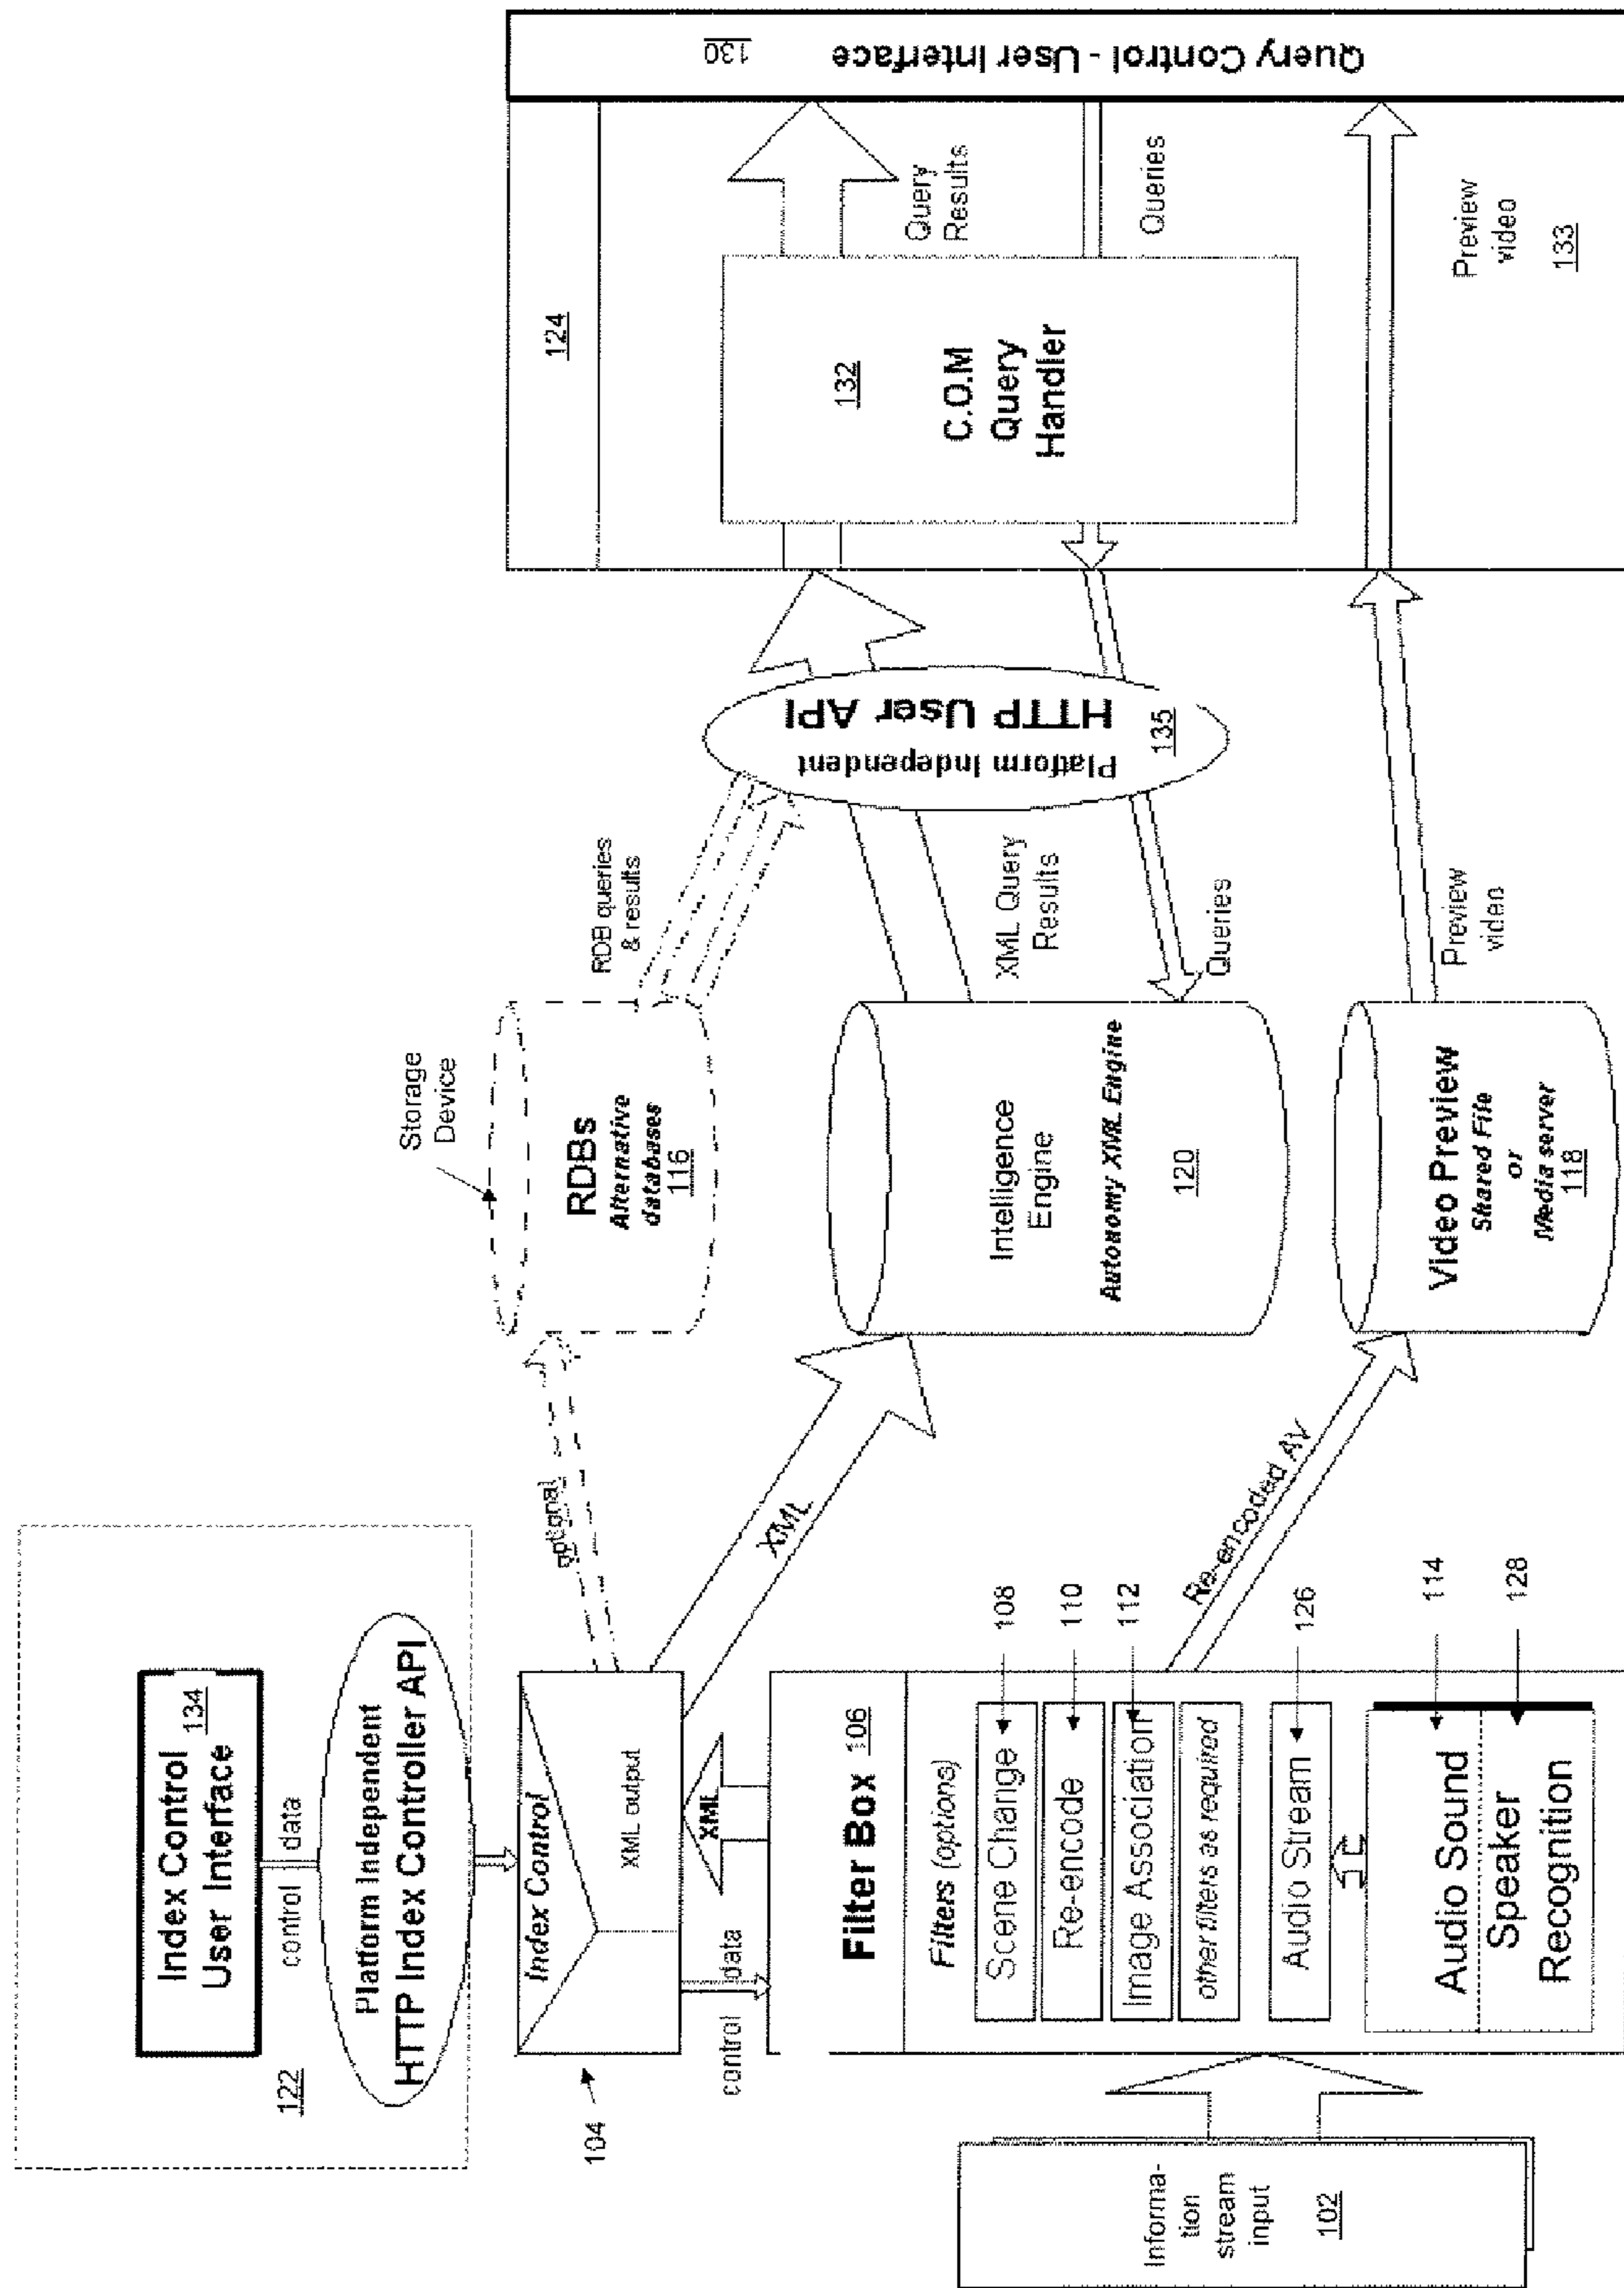 Index Control
User Interface
134
122
control data
Platform Independent
HTTP Index Controller API
104
Index Control
XML output
control data
XML
Filter Box 106
Filters (options)
Scene Change
108
Re-encode
110
Image Association
112
other filters as required
Audio Stream
126
Audio Sound
114
Speaker
Recognition
128
Informa-
tion
stream
input
102
optional
XML
Re-encoded AV
Storage
Device
RDBs
Alternative
databases
116
Intelligence
Engine
Autonomy XML Engine
120
Video Preview
Shared File
or
Media server
118
RDB queries
& results
XML Query
Results
Queries
Preview
video
Platform Independent
HTTP User API
135
124
132
C.O.M
Query
Handler
Query
Results
Queries
Preview
video
133
Query Control - User Interface
130